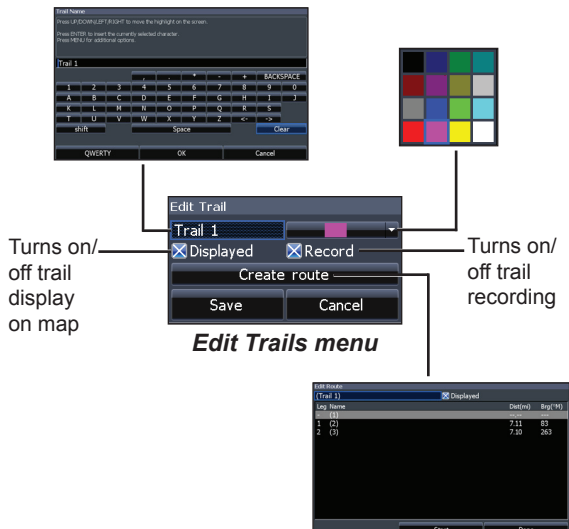 Trail Name
Press UP/DOWN/LEFT/RIGHT to move the highlight on the screen.
Press ENTER to insert the currently selected character.
Press MENU for additional options.
Trail 1
, . * - + BACKSPACE
1 2 3 4 5 6 7 8 9 0
A B C D E F G H I J
K L M N O P Q R S
T U V W X Y Z <- ->
shift Space Clear
QWERTY OK Cancel
Edit Trail
Trail 1
Displayed Record
Create route
Save Cancel
Turns on/
off trail
display
on map
Turns on/
off trail
recording
Edit Trails menu
Edit Route
(Trail 1) Displayed
Leg Name Dist(mi) Brg(°M)
- (1) --.-- ---
1 (2) 7.11 83
2 (3) 7.10 263